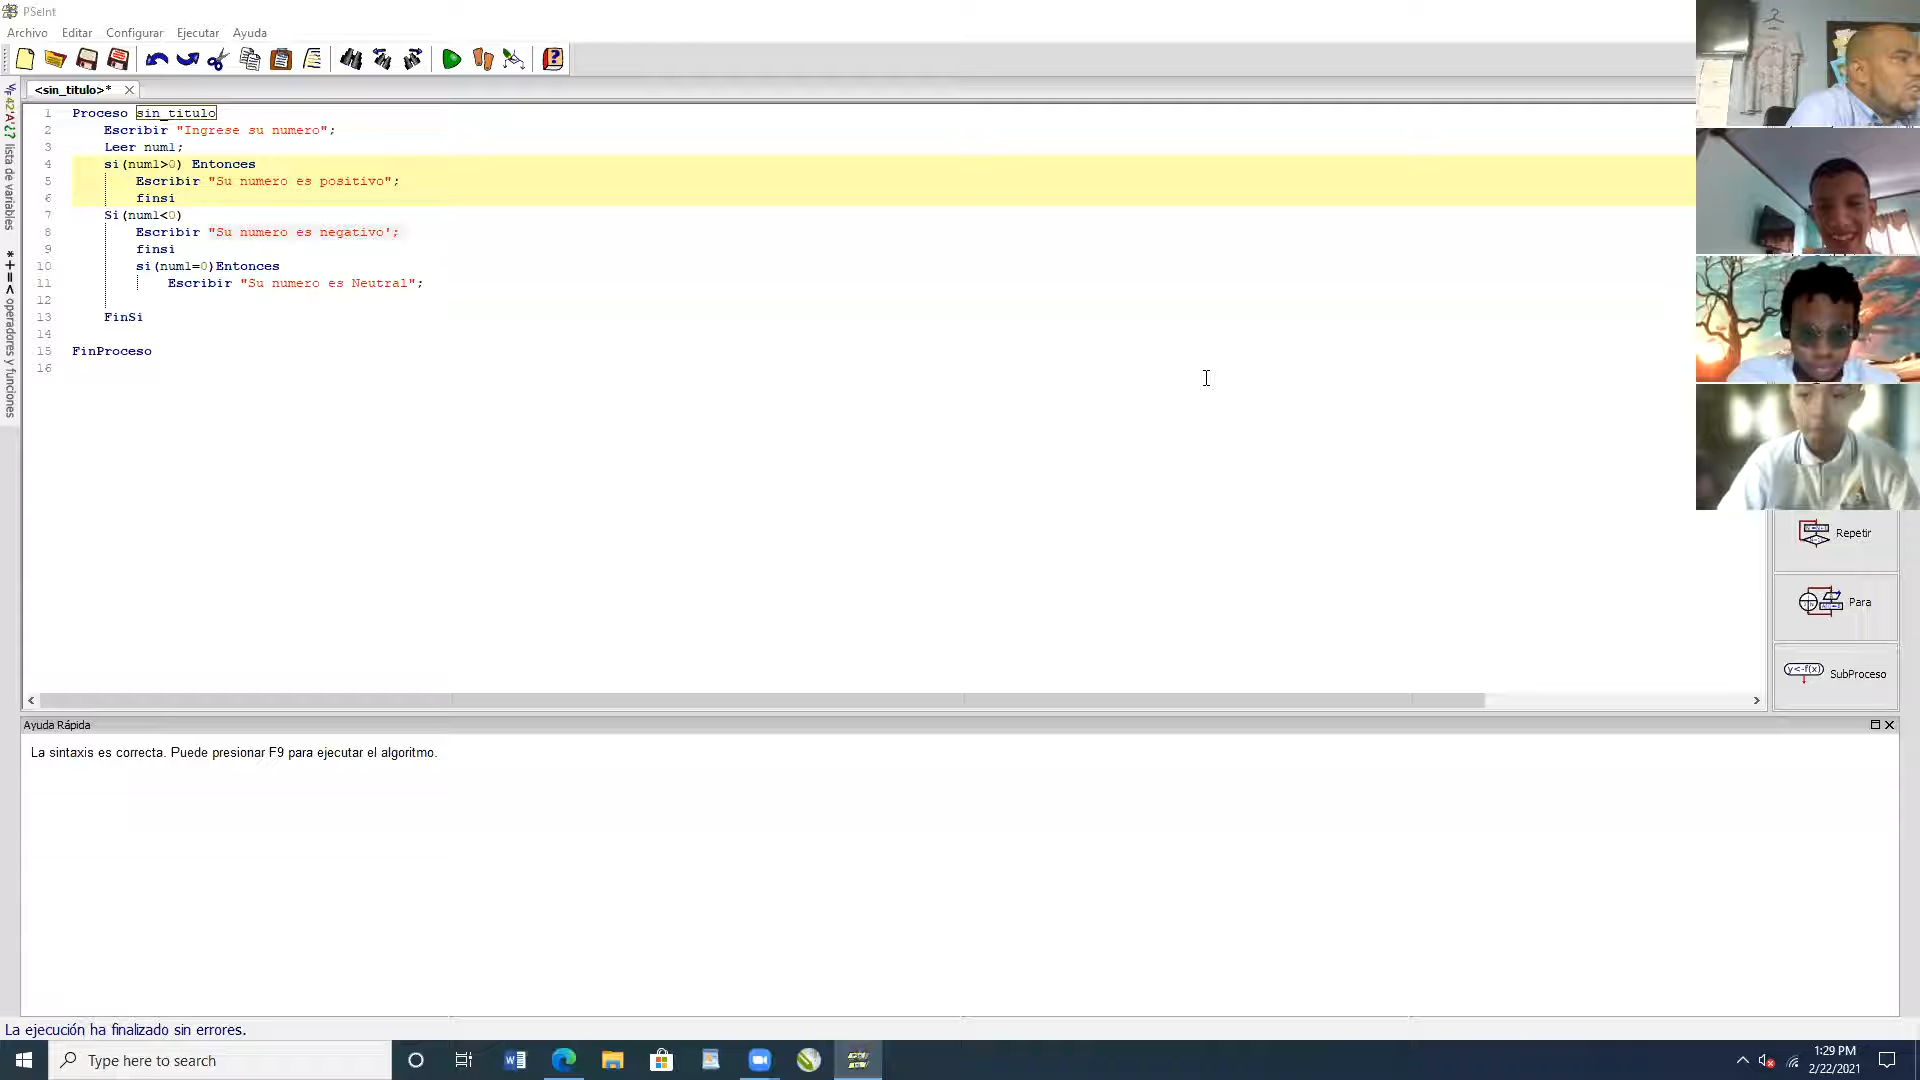 PSeInt
Archivo Editar Configurar Ejecutar Ayuda
<sin_titulo>*
1 Proceso sin_titulo
2 Escribir "Ingrese su numero";
3 Leer num1;
4 si(num1>0) Entonces
5 Escribir "Su numero es positivo";
6 finsi
7 Si(num1<0)
8 Escribir "Su numero es negativo';
9 finsi
10 si(num1=0)Entonces
11 Escribir "Su numero es Neutral";
12
13 FinSi
14
15 FinProceso
16
lista de variables
*+=< operadores y funciones
Repetir
Para
y<-f(x) SubProceso
Ayuda Rápida
La sintaxis es correcta. Puede presionar F9 para ejecutar el algoritmo.
La ejecución ha finalizado sin errores.
Type here to search
1:29 PM
2/22/2021